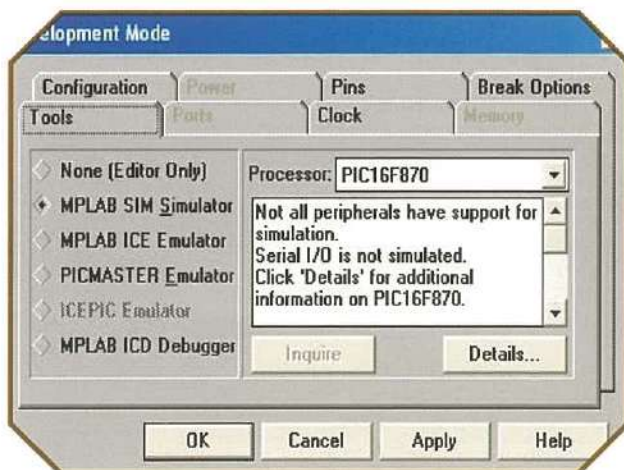 elopment Mode
Configuration Power Pins Break Options
Tools Ports Clock Memory
None (Editor Only)
MPLAB SIM Simulator
MPLAB ICE Emulator
PICMASTER Emulator
ICEPIC Emulator
MPLAB ICD Debugger
Processor: PIC16F870
Not all peripherals have support for
simulation.
Serial I/O is not simulated.
Click 'Details' for additional
information on PIC16F870.
Inquire Details...
OK Cancel Apply Help